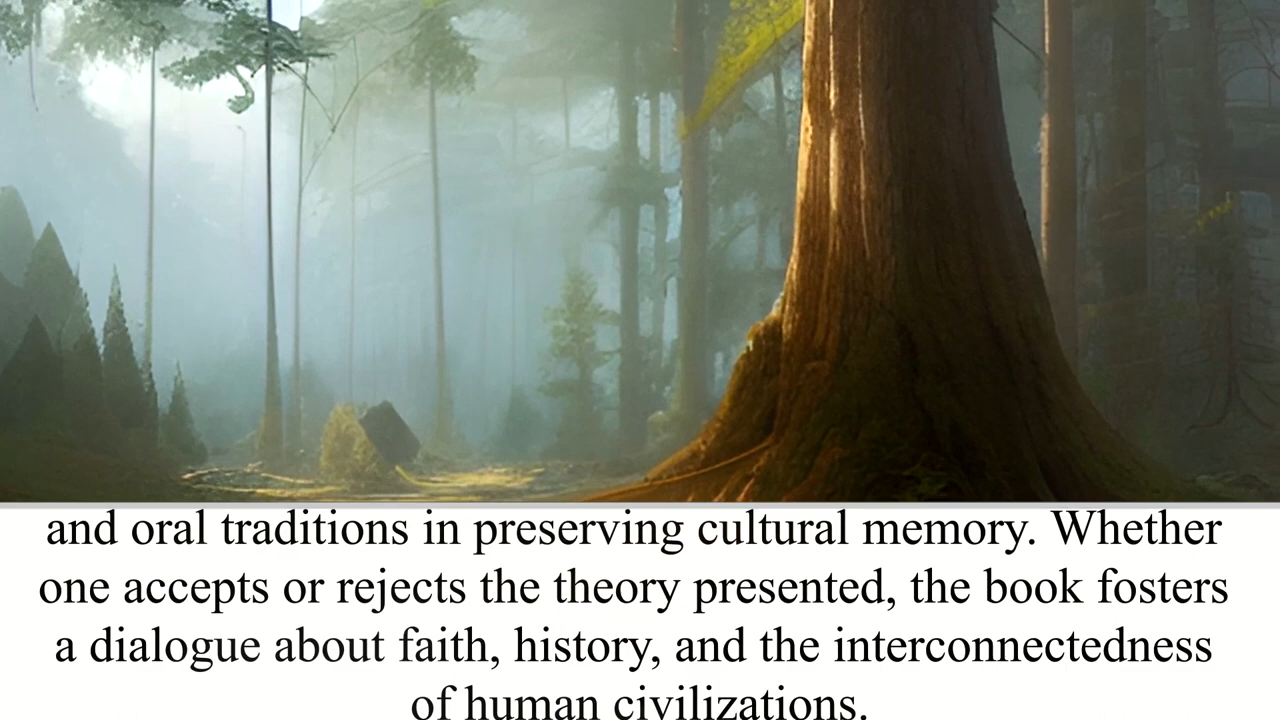 and oral traditions in preserving cultural memory. Whether
one accepts or rejects the theory presented, the book fosters
a dialogue about faith, history, and the interconnectedness
of human civilizations.